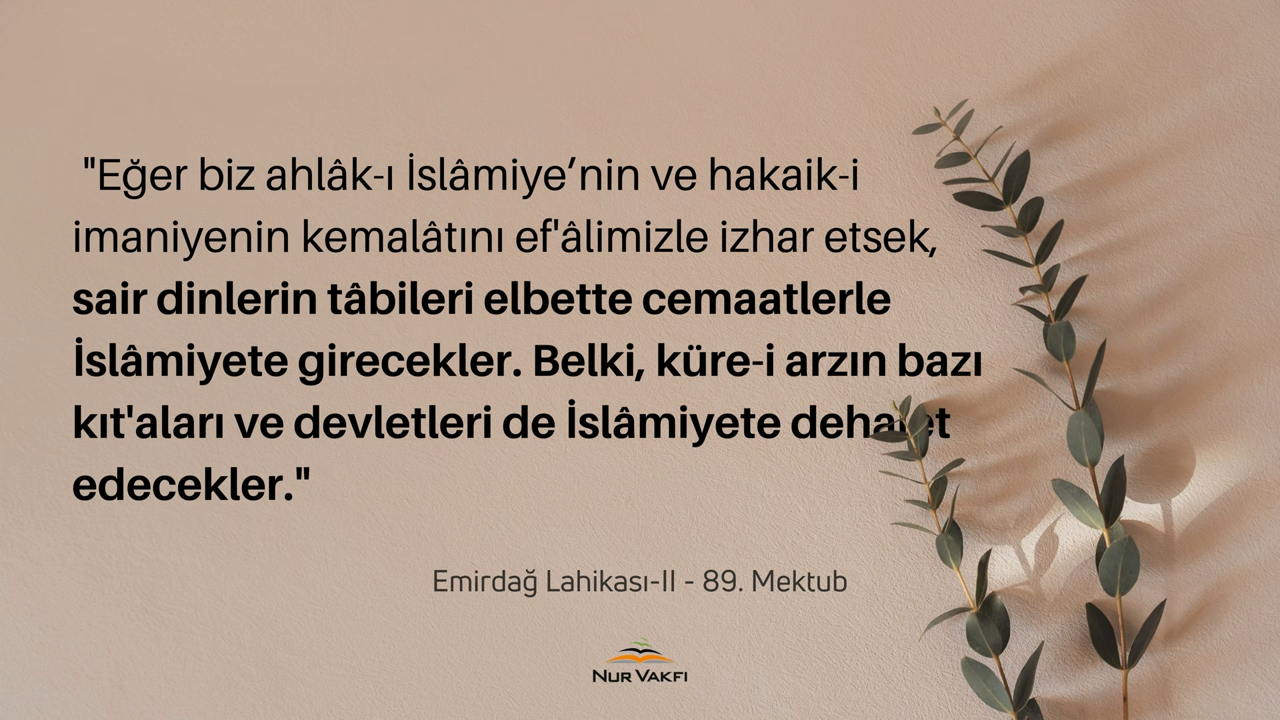 "Eğer biz ahlâk-ı İslâmiye’nin ve hakaik-i
imaniyenin kemalâtını ef'âlimizle izhar etsek,
sair dinlerin tâbileri elbette cemaatlerle
İslâmiyete girecekler. Belki, küre-i arzın bazı
kıt'aları ve devletleri de İslâmiyete dehalet
edecekler."
Emirdağ Lahikası-II - 89. Mektub
NUR VAKFI